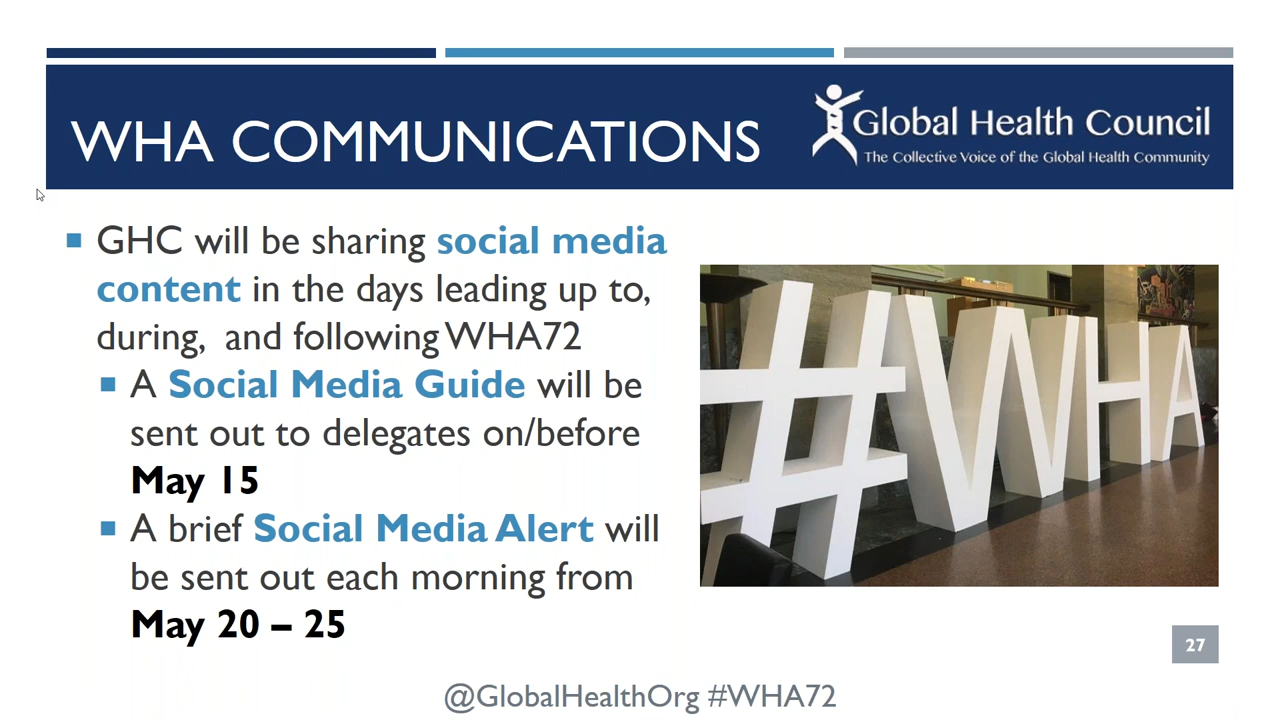 WHA COMMUNICATIONS
Global Health Council
The Collective Voice of the Global Health Community
GHC will be sharing social media
content in the days leading up to,
during, and following WHA72
A Social Media Guide will be
sent out to delegates on/before
May 15
A brief Social Media Alert will
be sent out each morning from
May 20 – 25
#WHA
27
@GlobalHealthOrg #WHA72